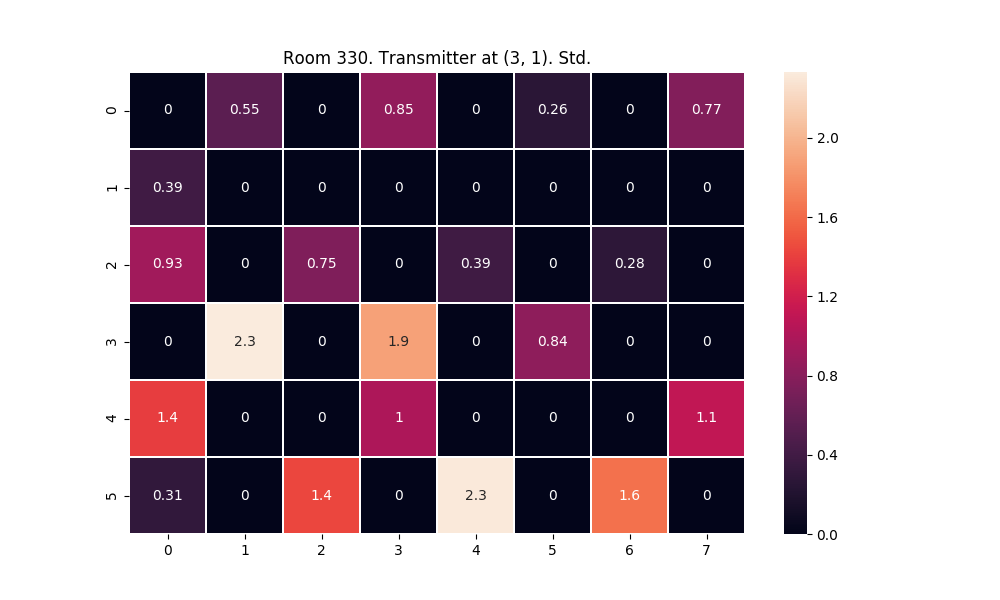 Room 330. Transmitter at (3, 1). Std.
0 0 0.55 0 0.85 0 0.26 0 0.77
1 0.39 0 0 0 0 0 0 0
2 0.93 0 0.75 0 0.39 0 0.28 0
3 0 2.3 0 1.9 0 0.84 0 0
4 1.4 0 0 1 0 0 0 1.1
5 0.31 0 1.4 0 2.3 0 1.6 0
0 1 2 3 4 5 6 7
2.0
1.6
1.2
0.8
0.4
0.0